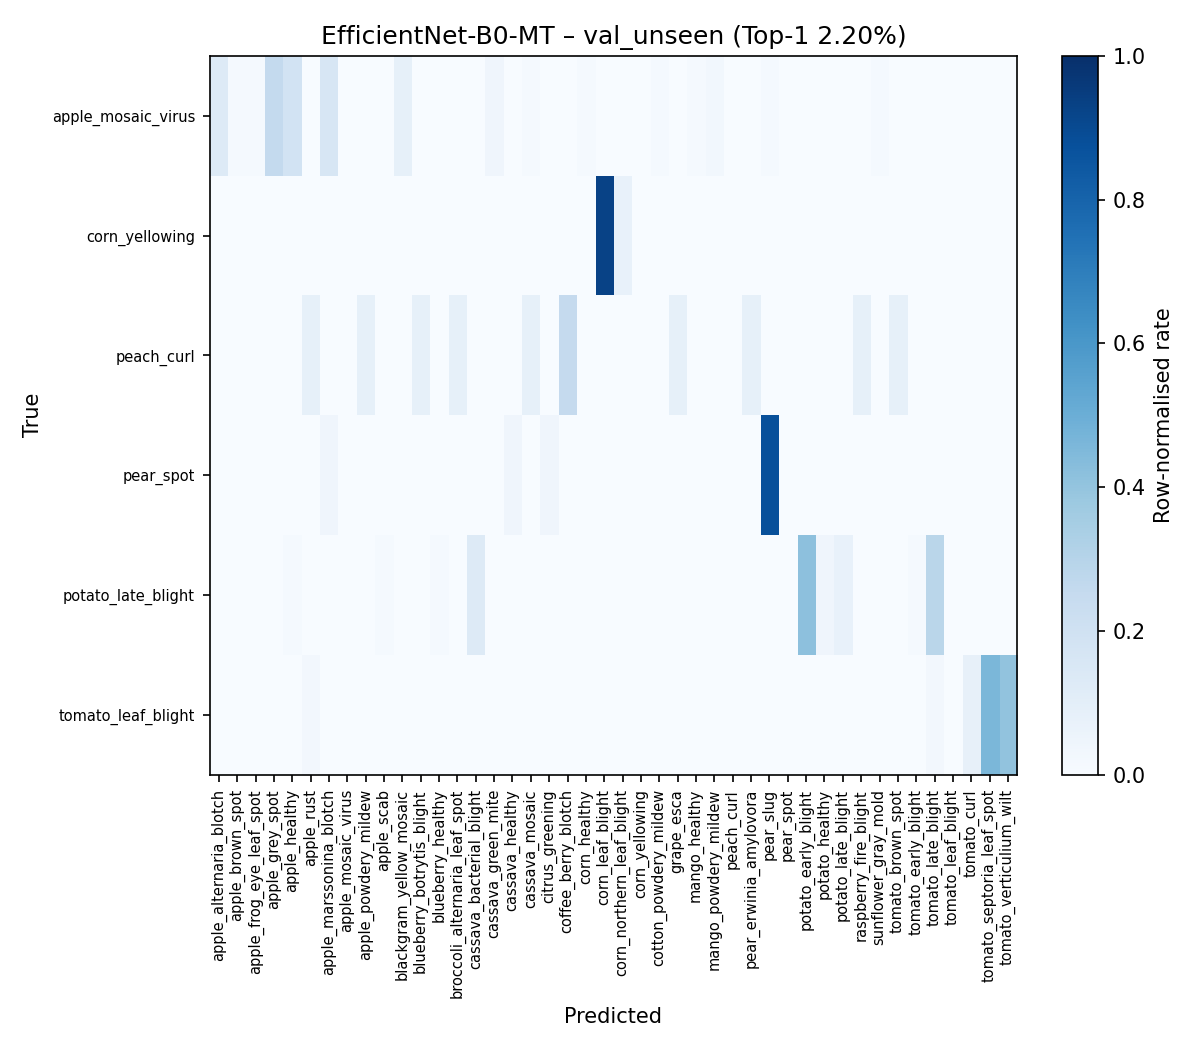 EfficientNet-B0-MT – val_unseen (Top-1 2.20%)
True
apple_mosaic_virus
corn_yellowing
peach_curl
pear_spot
potato_late_blight
tomato_leaf_blight
apple_alternaria_blotch
apple_brown_spot
apple_frog_eye_leaf_spot
apple_grey_spot
apple_healthy
apple_rust
apple_marssonina_blotch
apple_mosaic_virus
apple_powdery_mildew
apple_scab
blackgram_yellow_mosaic
blueberry_botrytis_blight
blueberry_healthy
broccoli_alternaria_leaf_spot
cassava_bacterial_blight
cassava_green_mite
cassava_healthy
cassava_mosaic
citrus_greening
coffee_berry_blotch
corn_healthy
corn_leaf_blight
corn_northern_leaf_blight
corn_yellowing
cotton_powdery_mildew
grape_esca
mango_healthy
mango_powdery_mildew
peach_curl
pear_erwinia_amylovora
pear_slug
pear_spot
potato_early_blight
potato_healthy
potato_late_blight
raspberry_fire_blight
sunflower_gray_mold
tomato_brown_spot
tomato_early_blight
tomato_late_blight
tomato_leaf_blight
tomato_curl
tomato_septoria_leaf_spot
tomato_verticulium_wilt
Predicted
1.0
0.8
0.6
0.4
0.2
0.0
Row-normalised rate